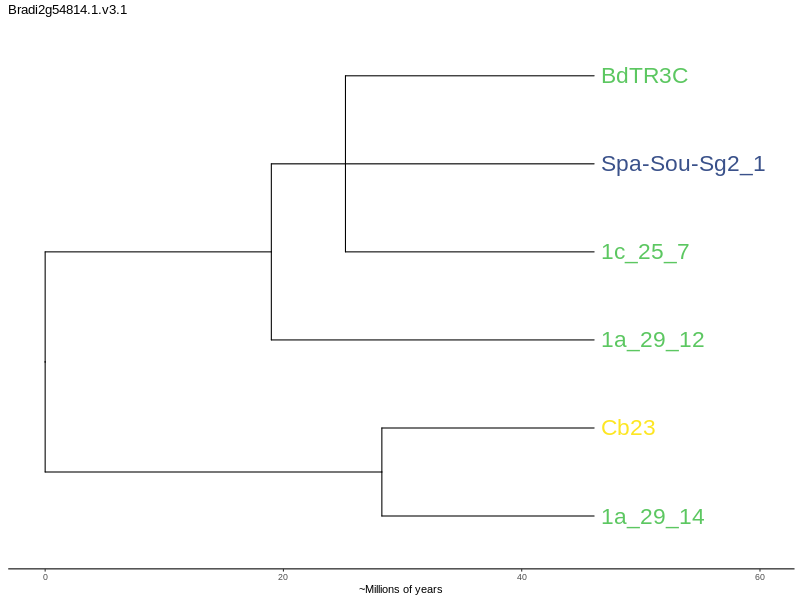 Bradi2g54814.1.v3.1
BdTR3C
Spa-Sou-Sg2_1
1c_25_7
1a_29_12
Cb23
1a_29_14
0 20 40 60
~Millions of years